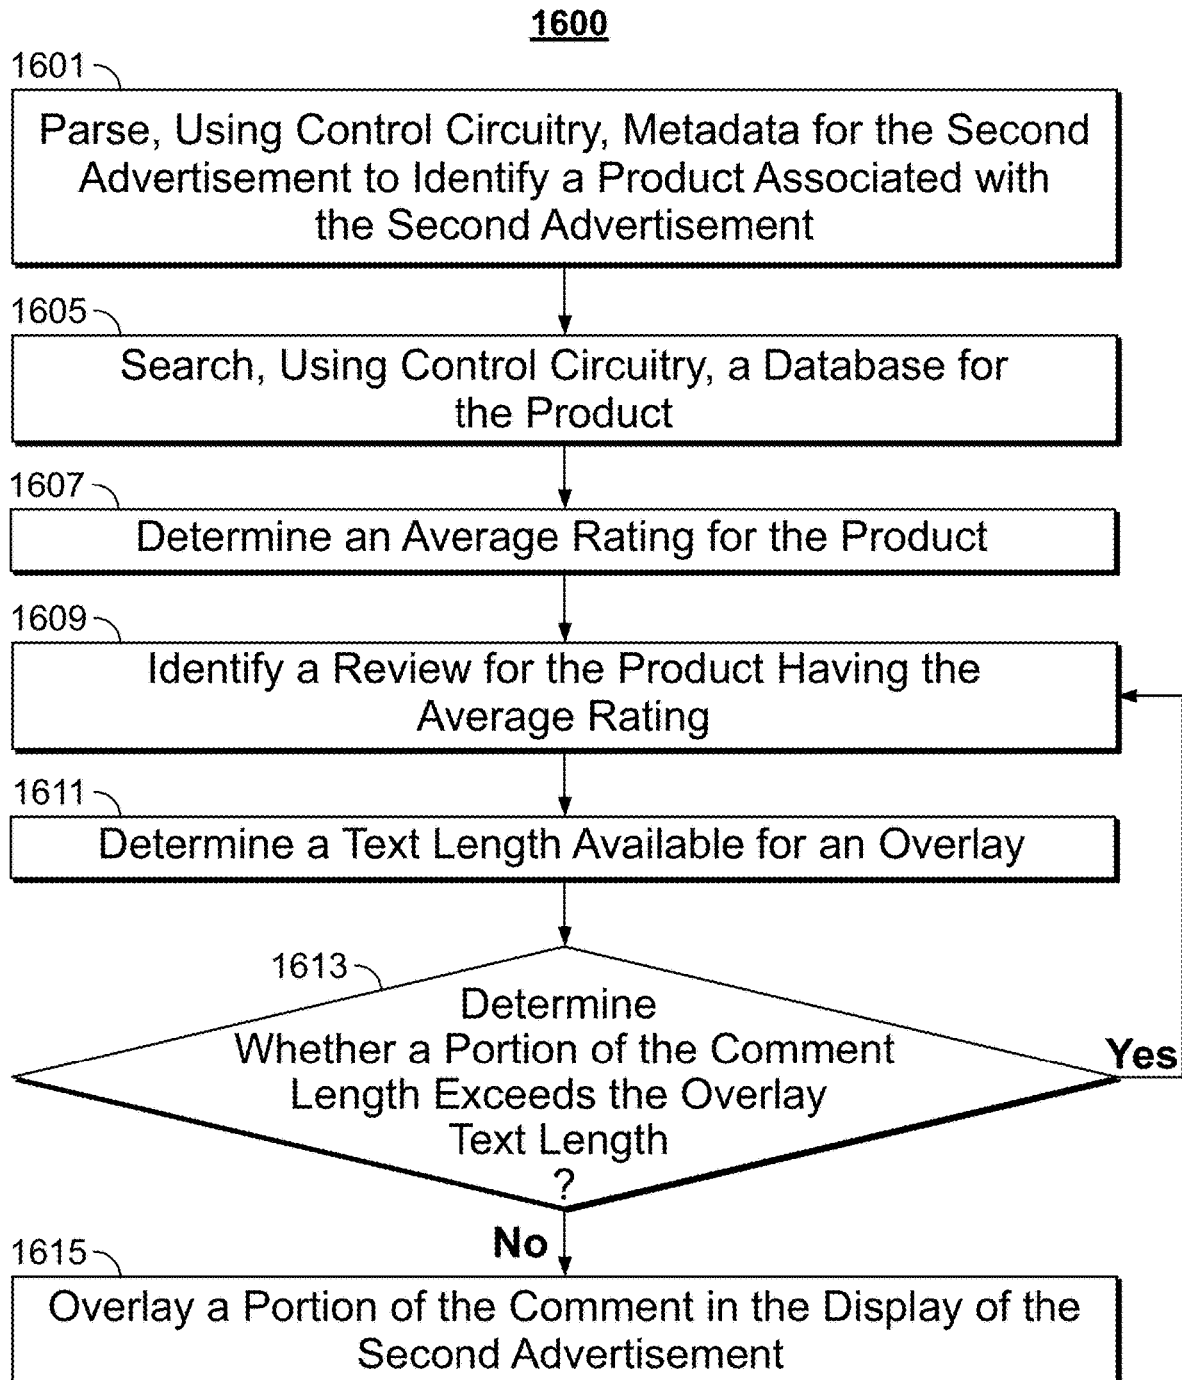 1600
1601
Parse, Using Control Circuitry, Metadata for the Second
Advertisement to Identify a Product Associated with
the Second Advertisement
1605
Search, Using Control Circuitry, a Database for
the Product
1607
Determine an Average Rating for the Product
1609
Identify a Review for the Product Having the
Average Rating
1611
Determine a Text Length Available for an Overlay
1613
Determine
Whether a Portion of the Comment
Length Exceeds the Overlay
Text Length
?
Yes
No
1615
Overlay a Portion of the Comment in the Display of the
Second Advertisement